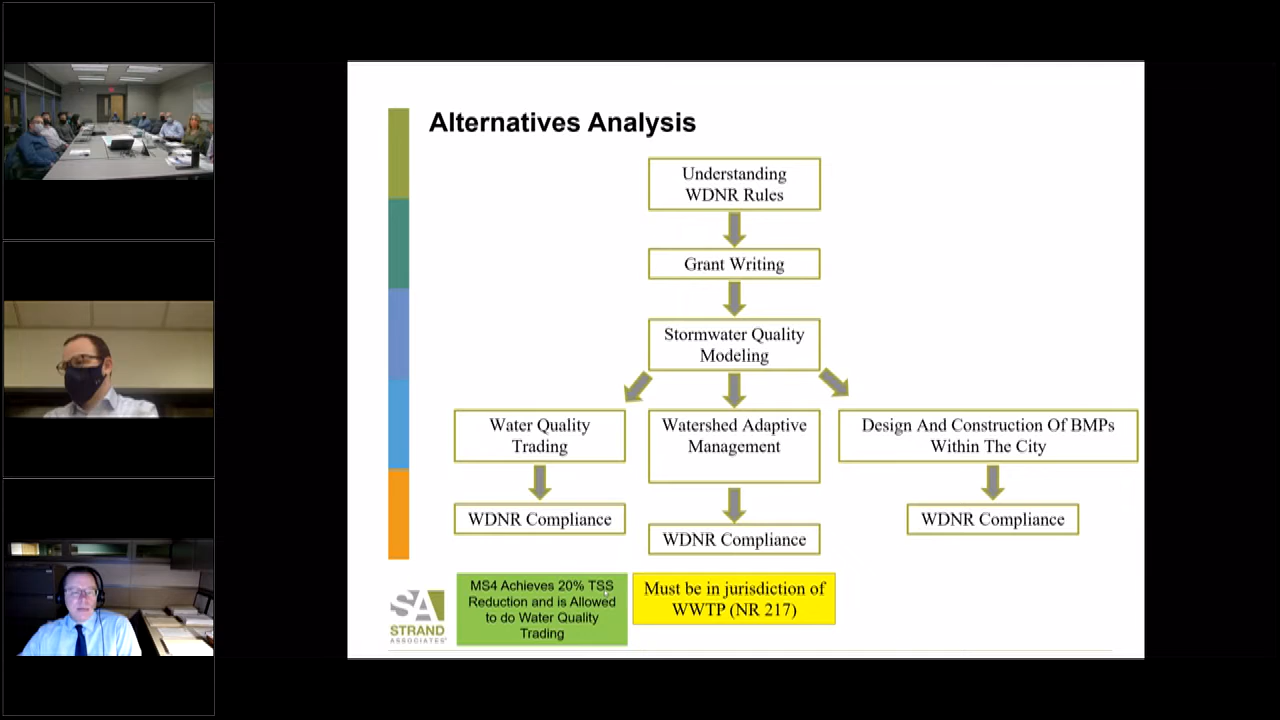 Alternatives Analysis
Understanding
WDNR Rules
Grant Writing
Stormwater Quality
Modeling
Water Quality
Trading
Watershed Adaptive
Management
Design And Construction Of BMPs
Within The City
WDNR Compliance
WDNR Compliance
WDNR Compliance
MS4 Achieves 20% TSS
Reduction and is Allowed
to do Water Quality
Trading
Must be in jurisdiction of
WWTP (NR 217)
SA
STRAND
ASSOCIATES